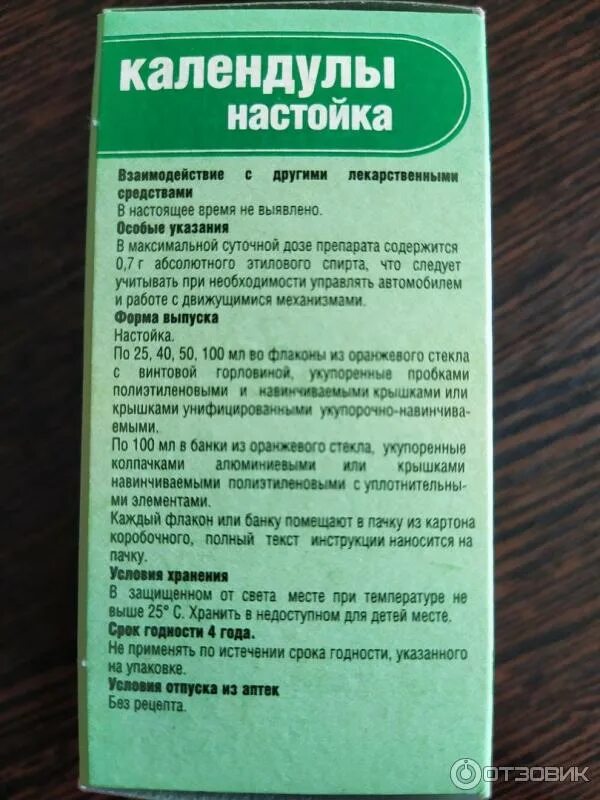 календулы
настойка
Взаимодействие с другими лекарственными
средствами
В настоящее время не выявлено.
Особые указания
В максимальной суточной дозе препарата содержится
0,7 г абсолютного этилового спирта, что следует
учитывать при необходимости управлять автомобилем
и работе с движущимися механизмами.
Форма выпуска
Настойка.
По 25, 40, 50, 100 мл во флаконы из оранжевого стекла
с винтовой горловиной, укупоренные пробками
полиэтиленовыми и навинчиваемыми крышками или
крышками унифицированными укупорочно-навинчива-
емыми.
По 100 мл в банки из оранжевого стекла, укупоренные
колпачками алюминиевыми или крышками
навинчиваемыми полиэтиленовыми с уплотнительны-
ми элементами.
Каждый флакон или банку помещают в пачку из картона
коробочного, полный текст инструкции наносится на
пачку.
Условия хранения
В защищенном от света месте при температуре не
выше 25° С. Хранить в недоступном для детей месте.
Срок годности 4 года.
Не применять по истечении срока годности, указанного
на упаковке.
Условия отпуска из аптек
Без рецепта.
ОТЗОВИК